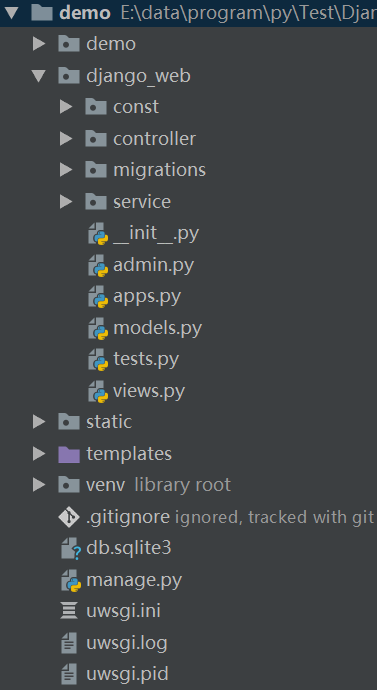 demo E:\data\program\py\Test\Djar
demo
django_web
const
controller
migrations
service
__init__.py
admin.py
apps.py
models.py
tests.py
views.py
static
templates
venv library root
.gitignore ignored, tracked with git
db.sqlite3
manage.py
uwsgi.ini
uwsgi.log
uwsgi.pid